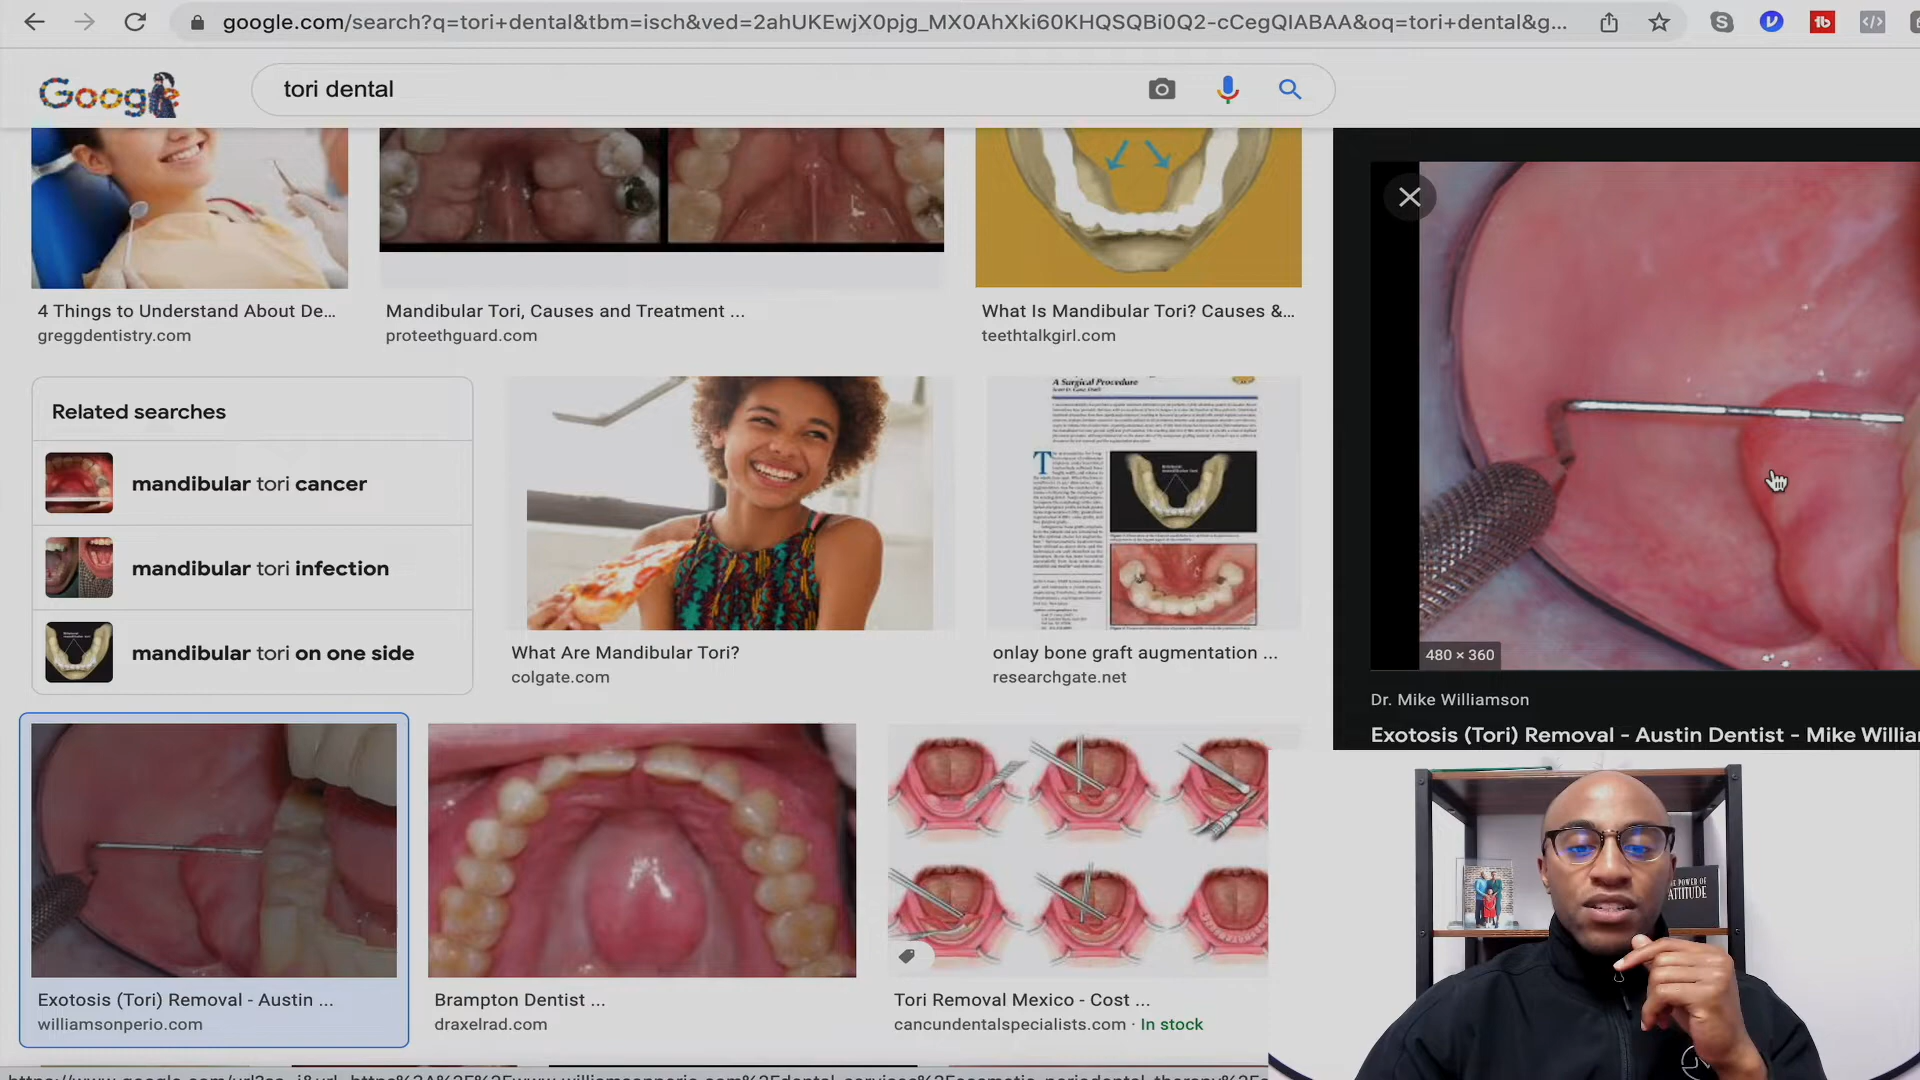 google.com/search?q=tori+dental&tbm=isch&ved=2ahUKEwjX0pjg_MX0AhXki60KHQSQBi0Q2-cCegQIABAA&oq=tori+dental&g...
tori dental
4 Things to Understand About De...
greggdentistry.com
Mandibular Tori, Causes and Treatment ...
proteethguard.com
What Is Mandibular Tori? Causes &...
teethtalkgirl.com
Related searches
mandibular tori cancer
mandibular tori infection
mandibular tori on one side
A Surgical Procedure
What Are Mandibular Tori?
colgate.com
onlay bone graft augmentation ...
researchgate.net
480 × 360
Dr. Mike Williamson
Exotosis (Tori) Removal - Austin Dentist - Mike
Exotosis (Tori) Removal - Austin ...
williamsonperio.com
Brampton Dentist ...
draxelrad.com
Tori Removal Mexico - Cost ...
cancundentalspecialists.com · In stock
POWER OF